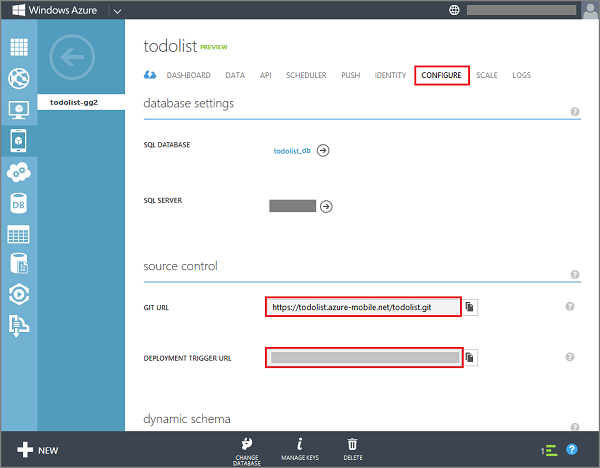 Windows Azure
todolist PREVIEW
DASHBOARD DATA API SCHEDULER PUSH IDENTITY CONFIGURE SCALE LOGS
todolist-gg2
database settings
?
SQL DATABASE
todolist_db
SQL SERVER
DB
source control
?
GIT URL
https://todolist.azure-mobile.net/todolist.git
?
DEPLOYMENT TRIGGER URL
?
dynamic schema
?
NEW
CHANGE
DATABASE
MANAGE KEYS
DELETE
1
?